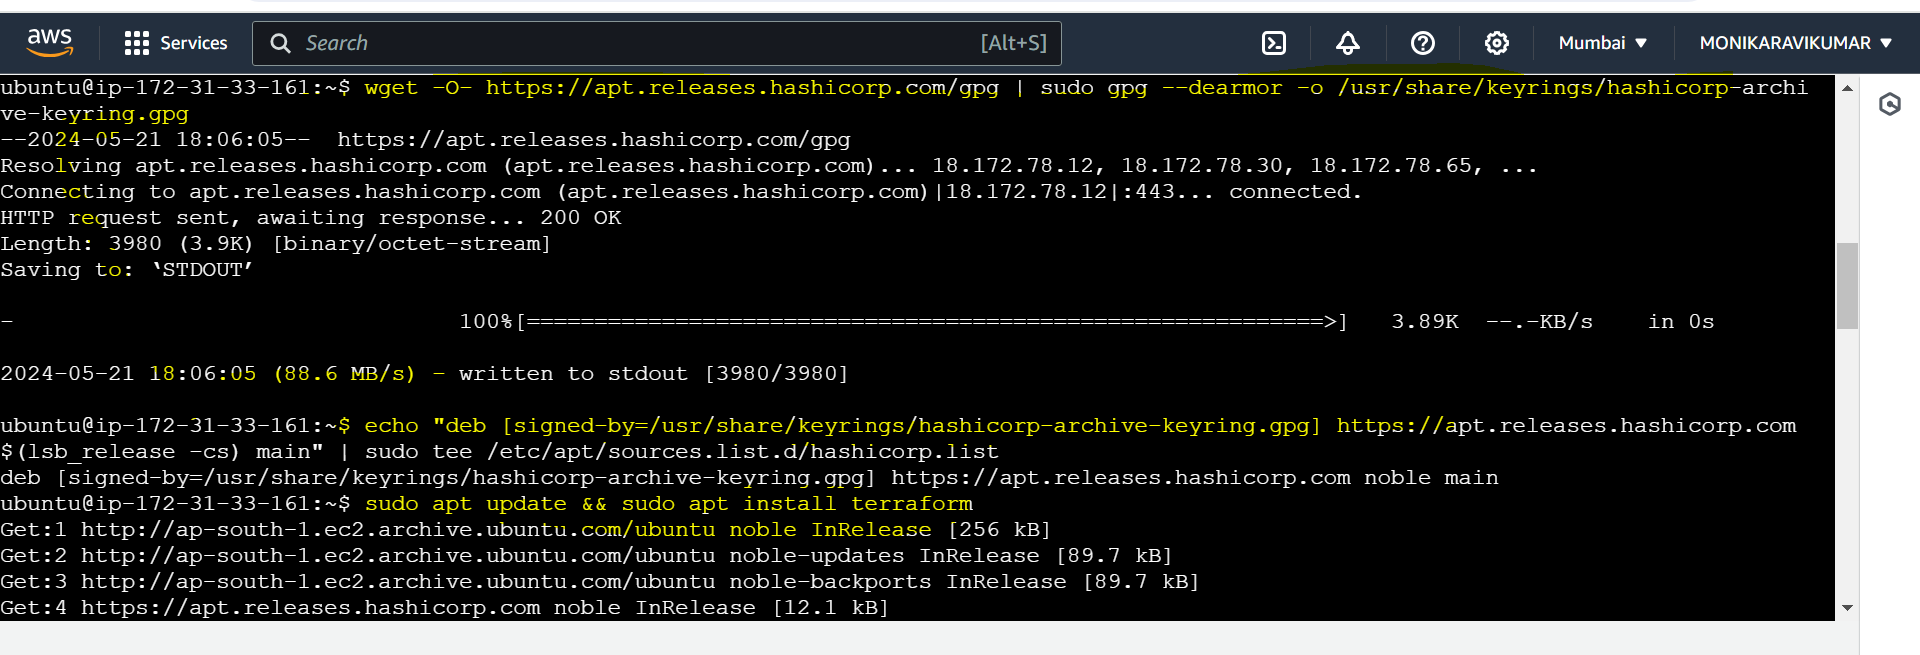 aws Services Search [Alt+S] Mumbai ▼ MONIKARAVIKUMAR ▼
ubuntu@ip-172-31-33-161:~$ wget -O- https://apt.releases.hashicorp.com/gpg | sudo gpg --dearmor -o /usr/share/keyrings/hashicorp-archi
ve-keyring.gpg
--2024-05-21 18:06:05--  https://apt.releases.hashicorp.com/gpg
Resolving apt.releases.hashicorp.com (apt.releases.hashicorp.com)... 18.172.78.12, 18.172.78.30, 18.172.78.65, ...
Connecting to apt.releases.hashicorp.com (apt.releases.hashicorp.com)|18.172.78.12|:443... connected.
HTTP request sent, awaiting response... 200 OK
Length: 3980 (3.9K) [binary/octet-stream]
Saving to: ‘STDOUT’
-                                 100%[===========================================================>]   3.89K  --.-KB/s    in 0s
2024-05-21 18:06:05 (88.6 MB/s) - written to stdout [3980/3980]
ubuntu@ip-172-31-33-161:~$ echo "deb [signed-by=/usr/share/keyrings/hashicorp-archive-keyring.gpg] https://apt.releases.hashicorp.com
$(lsb_release -cs) main" | sudo tee /etc/apt/sources.list.d/hashicorp.list
deb [signed-by=/usr/share/keyrings/hashicorp-archive-keyring.gpg] https://apt.releases.hashicorp.com noble main
ubuntu@ip-172-31-33-161:~$ sudo apt update && sudo apt install terraform
Get:1 http://ap-south-1.ec2.archive.ubuntu.com/ubuntu noble InRelease [256 kB]
Get:2 http://ap-south-1.ec2.archive.ubuntu.com/ubuntu noble-updates InRelease [89.7 kB]
Get:3 http://ap-south-1.ec2.archive.ubuntu.com/ubuntu noble-backports InRelease [89.7 kB]
Get:4 https://apt.releases.hashicorp.com noble InRelease [12.1 kB]